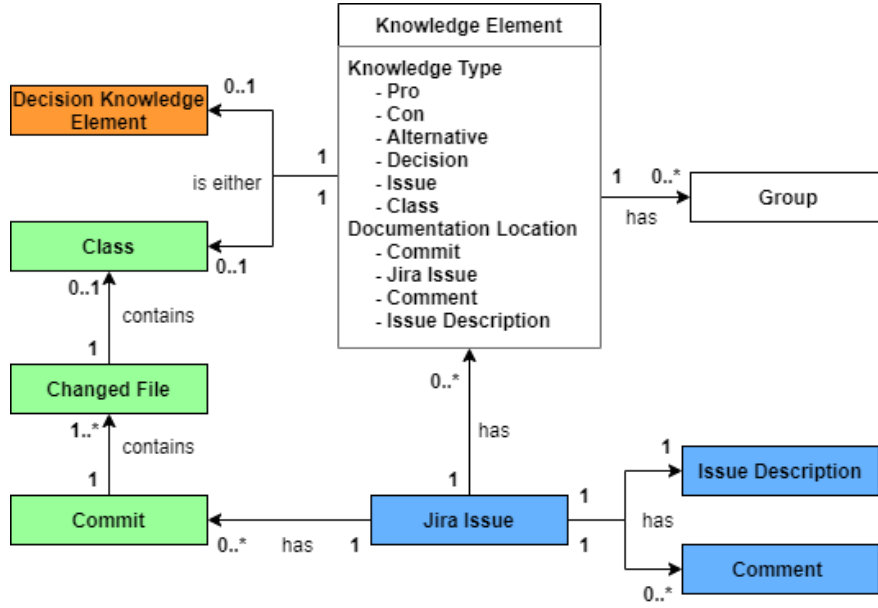 Knowledge Element
Knowledge Type
- Pro
- Con
- Alternative
- Decision
- Issue
- Class
Documentation Location
- Commit
- Jira Issue
- Comment
- Issue Description
Decision Knowledge
Element
0..1
is either
1
1
0..1
Class
0..1
contains
1
Changed File
1..*
contains
1
Commit
0..*
has
1
Jira Issue
1
has
0..*
1
0..*
has
Group
1
1
has
1
Issue Description
0..*
Comment